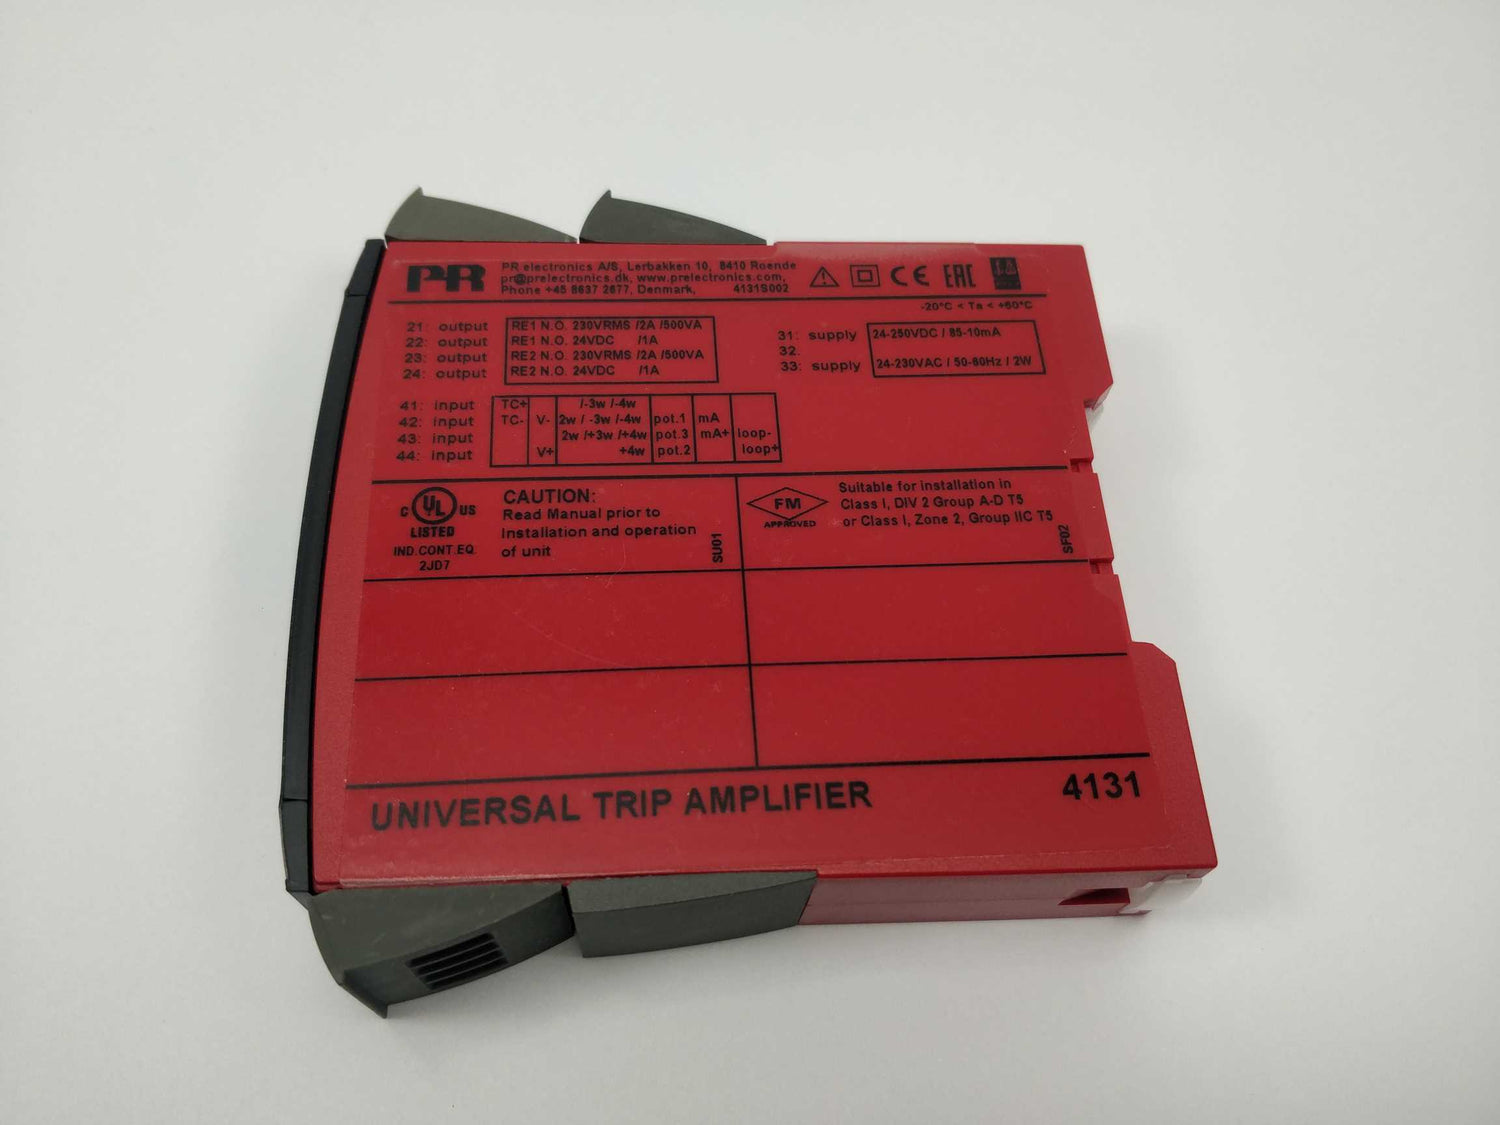 PR
PR electronics A/S, Lerbakken 10, 8410 Roende
pr@prelectronics.dk, www.prelectronics.com,
Phone +45 8637 2677, Denmark, 4131S002
CE EAC
-20°C < Ta < +60°C
21: output RE1 N.O. 230VRMS /2A /500VA
22: output RE1 N.O. 24VDC /1A
23: output RE2 N.O. 230VRMS /2A /500VA
24: output RE2 N.O. 24VDC /1A
31: supply 24-250VDC / 85-10mA
32.
33: supply 24-230VAC / 50-60Hz / 2W
41: input TC+ /-3w /-4w
42: input TC- V- 2w / -3w /-4w pot.1 mA
43: input 2w /+3w /+4w pot.3 mA+ loop-
44: input V+ +4w pot.2 loop+
C UL US
LISTED
IND.CONT.EQ.
2JD7
CAUTION:
Read Manual prior to
Installation and operation
of unit
SU01
FM
APPROVED
Suitable for installation in
Class I, DIV 2 Group A-D T5
or Class I, Zone 2, Group IIC T5
SF02
UNIVERSAL TRIP AMPLIFIER 4131